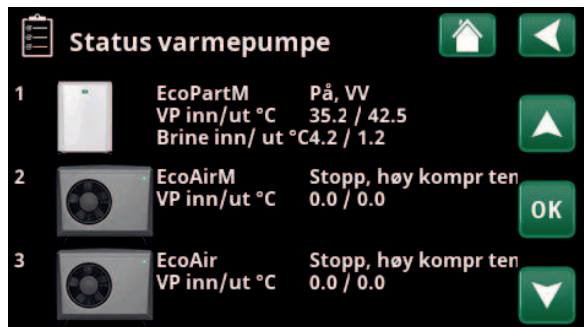 Status varmepumpe
1 EcoPartM På, VV
VP inn/ut °C 35.2 / 42.5
Brine inn/ ut °C4.2 / 1.2
2 EcoAirM Stopp, høy kompr ten
VP inn/ut °C 0.0 / 0.0
OK
3 EcoAir Stopp, høy kompr ten
VP inn/ut °C 0.0 / 0.0